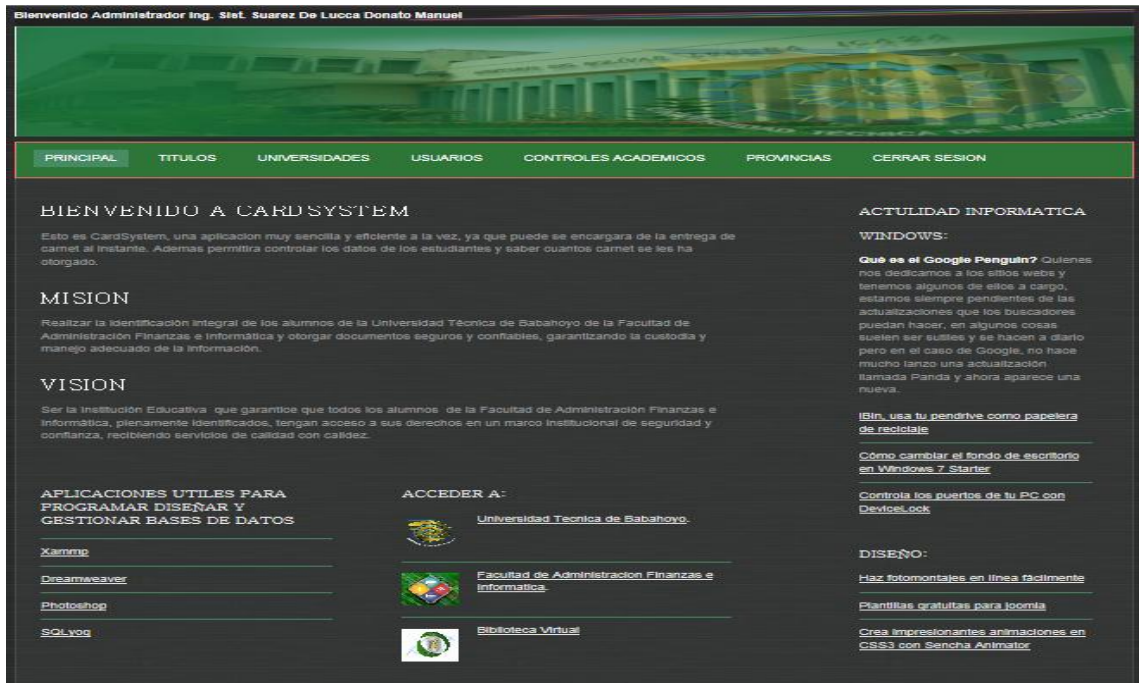 Bienvenido Administrador Ing. Sist. Suarez De Lucca Donato Manuel
UNIVERSIDAD TECNICA DE BABAHOYO
PRINCIPAL
TITULOS
UNIVERSIDADES
USUARIOS
CONTROLES ACADEMICOS
PROVINCIAS
CERRAR SESION
BIENVENIDO A CARDSYSTEM
Esto es CardSystem, una aplicacion muy sencilla y eficiente a la vez, ya que puede se encargara de la entrega de
carnet al instante. Ademas permitira controlar los datos de los estudiantes y saber cuantos carnet se les ha
otorgado.
MISION
Realizar la identificación integral de los alumnos de la Universidad Técnica de Babahoyo de la Facultad de
Administración Finanzas e Informática y otorgar documentos seguros y confiables, garantizando la custodia y
manejo adecuado de la información.
VISION
Ser la Institución Educativa que garantice que todos los alumnos de la Facultad de Administración Finanzas e
Informática, plenamente identificados, tengan acceso a sus derechos en un marco institucional de seguridad y
confianza, recibiendo servicios de calidad con calidez.
APLICACIONES UTILES PARA
PROGRAMAR DISEÑAR Y
GESTIONAR BASES DE DATOS
Xammp
Dreamweaver
Photoshop
SQLyog
ACCEDER A:
Universidad Tecnica de Babahoyo.
Facultad de Administracion Finanzas e
Informatica.
Biblioteca Virtual
ACTULIDAD INFORMATICA
WINDOWS:
Qué es el Google Penguin? Quienes
nos dedicamos a los sitios webs y
tenemos algunos de ellos a cargo,
estamos siempre pendientes de las
actualizaciones que los buscadores
puedan hacer, en algunos cosas
suelen ser sutiles y se hacen a diario
pero en el caso de Google, no hace
mucho lanzo una actualización
llamada Panda y ahora aparece una
nueva.
IBin, usa tu pendrive como papelera
de reciclaje
Cómo cambiar el fondo de escritorio
en Windows 7 Starter
Controla los puertos de tu PC con
DeviceLock
DISEÑO:
Haz fotomontajes en línea fácilmente
Plantillas gratuitas para joomla
Crea impresionantes animaciones en
CSS3 con Sencha Animator